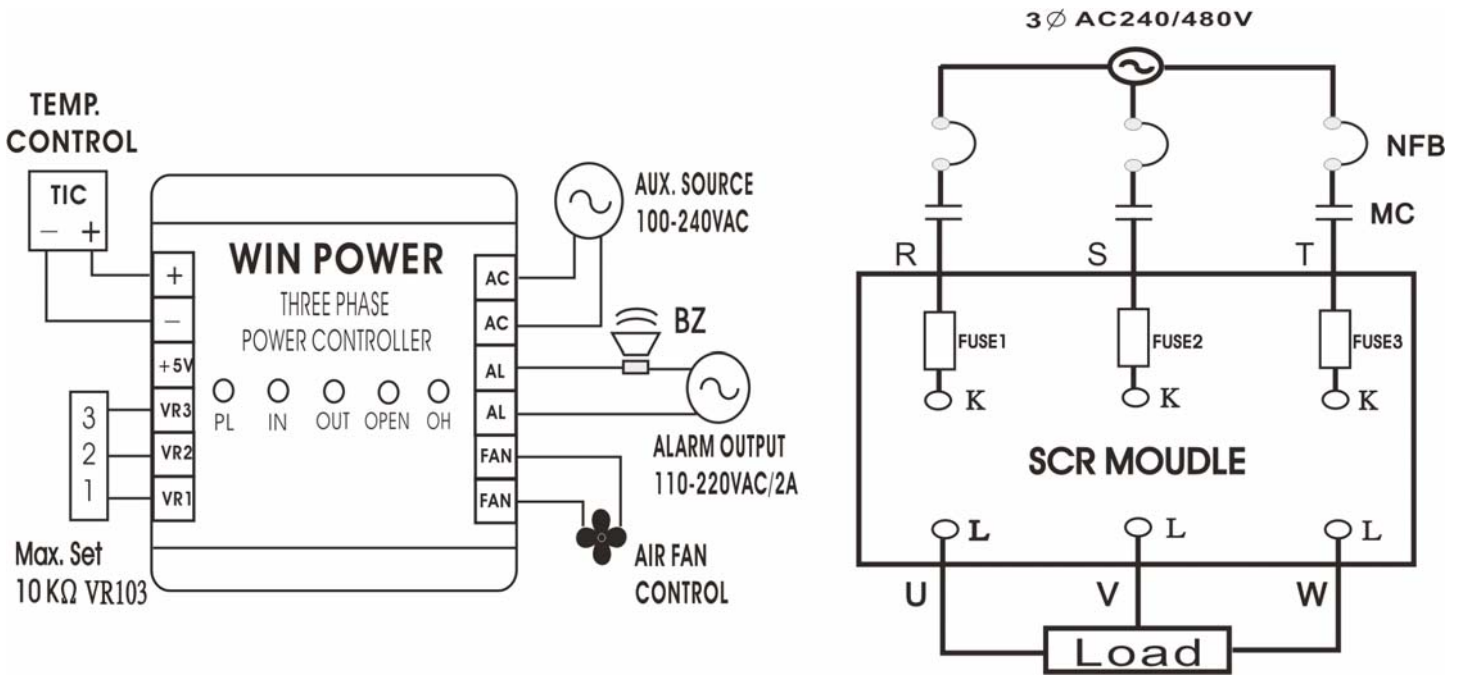 TEMP.
CONTROL
TIC
− +
+
−
+5V
VR3
VR2
VR1
3
2
1
Max. Set
10 KΩ VR103
WIN POWER
THREE PHASE
POWER CONTROLLER
PL IN OUT OPEN OH
AC
AC
AL
AL
FAN
FAN
AUX. SOURCE
100-240VAC
BZ
ALARM OUTPUT
110-220VAC/2A
AIR FAN
CONTROL
3∅ AC240/480V
NFB
MC
R S T
FUSE1 FUSE2 FUSE3
K K K
SCR MOUDLE
L L L
U V W
Load